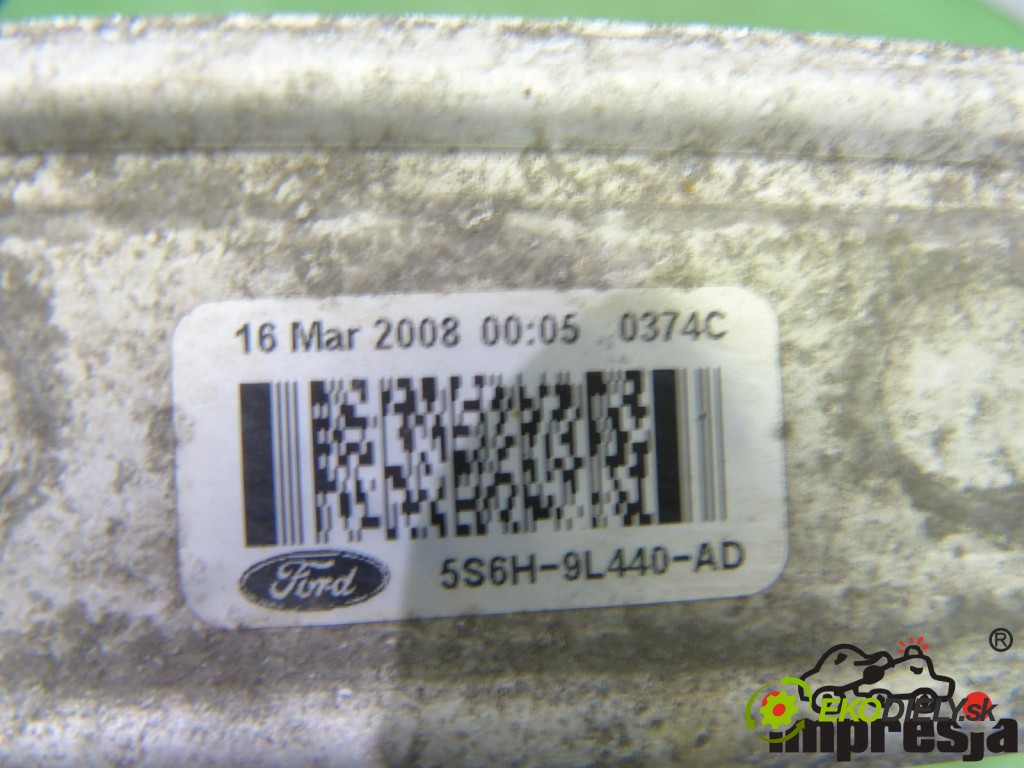 16 Mar 2008 00:05 0374C
Ford
5S6H-9L440-AD
®
EKODIELY.sk
impresja